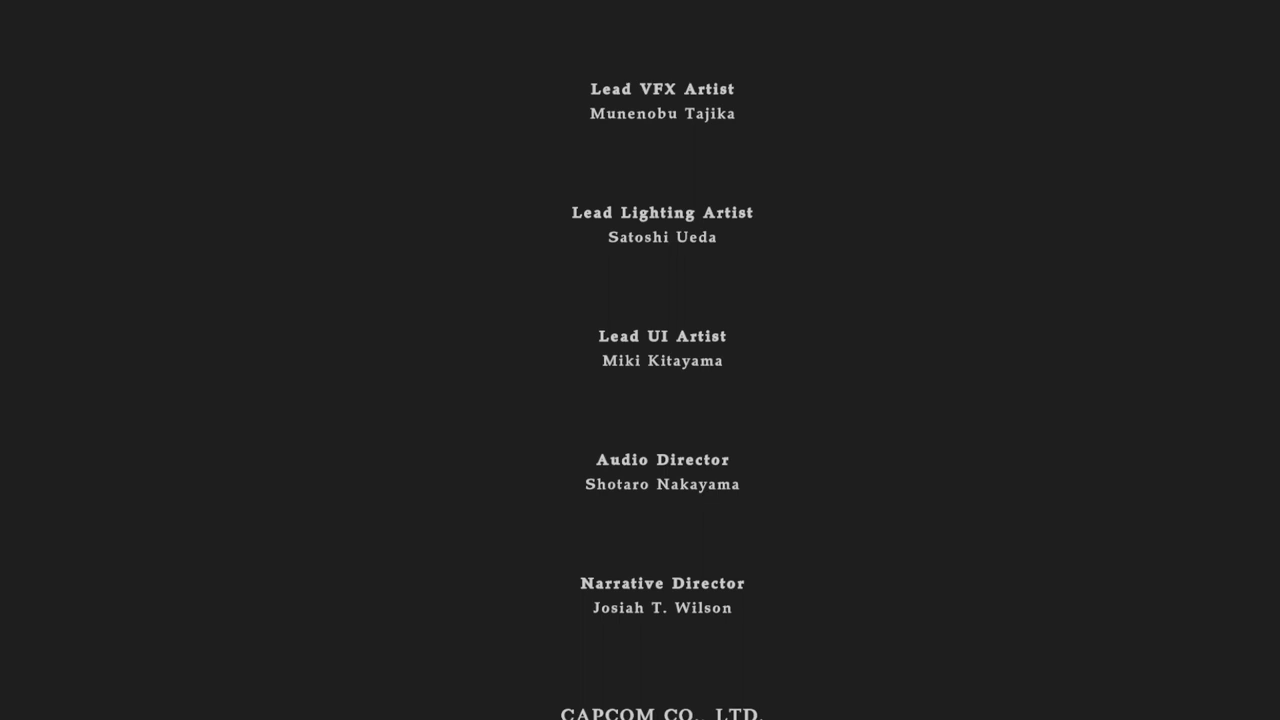 Lead VFX Artist
Munenobu Tajika
Lead Lighting Artist
Satoshi Ueda
Lead UI Artist
Miki Kitayama
Audio Director
Shotaro Nakayama
Narrative Director
Josiah T. Wilson
CAPCOM CO., LTD.